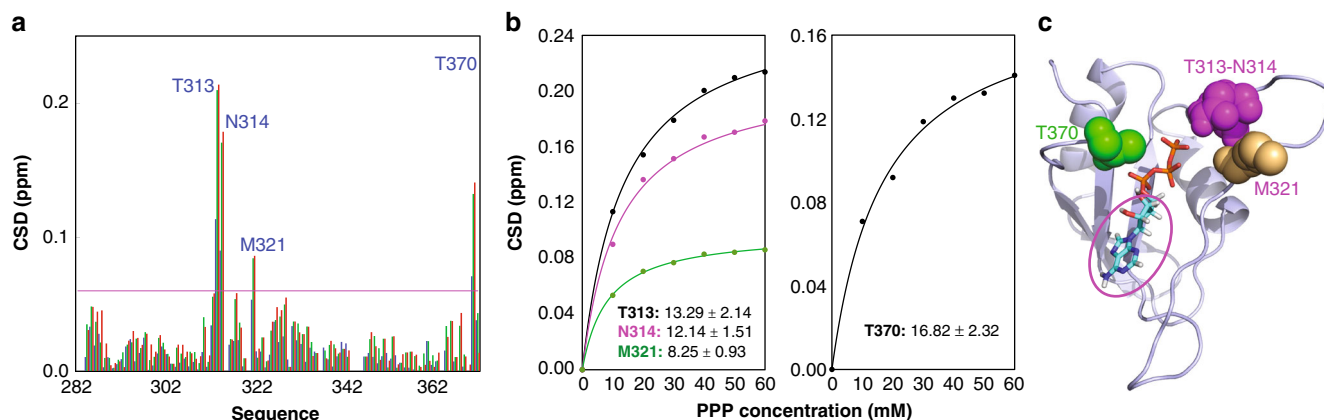 a
CSD (ppm)
0.2
0.1
0.0
T313
N314
M321
T370
282 302 322 342 362
Sequence
b
CSD (ppm)
0.24
0.20
0.16
0.12
0.08
0.04
0.00
T313: 13.29 ± 2.14
N314: 12.14 ± 1.51
M321: 8.25 ± 0.93
0 10 20 30 40 50 60
0.16
0.12
0.08
0.04
0.00
T370: 16.82 ± 2.32
0 10 20 30 40 50 60
PPP concentration (mM)
c
T313-N314
T370
M321